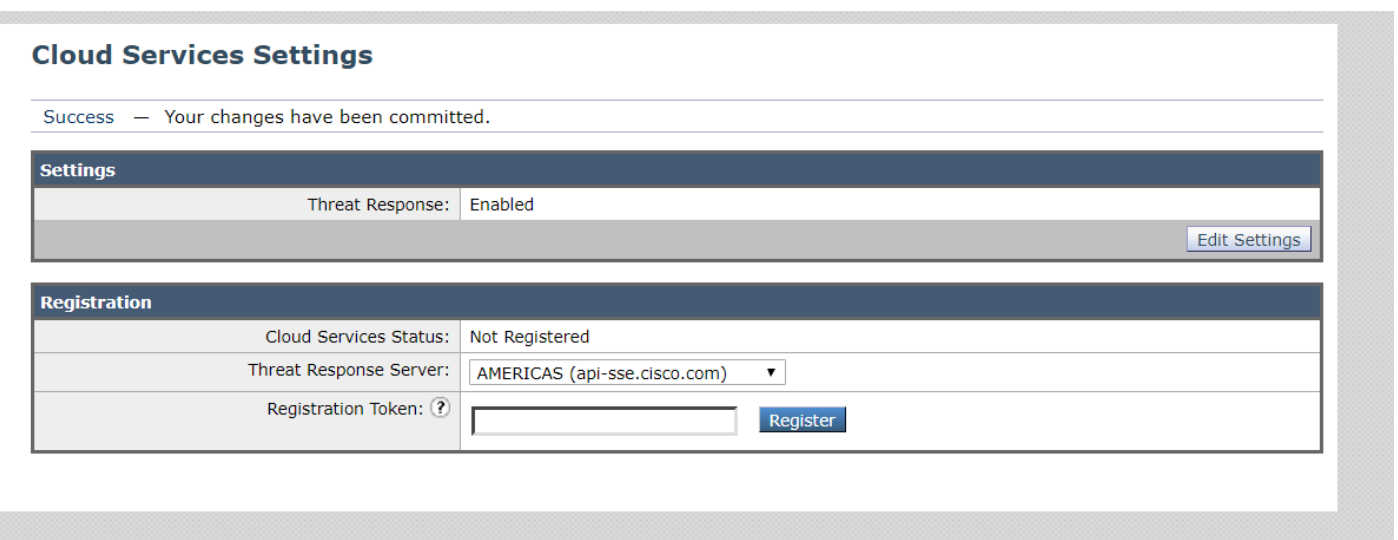 Cloud Services Settings
Success — Your changes have been committed.
Settings
Threat Response: Enabled
Edit Settings
Registration
Cloud Services Status: Not Registered
Threat Response Server: AMERICAS (api-sse.cisco.com) ▼
Registration Token: ? Register